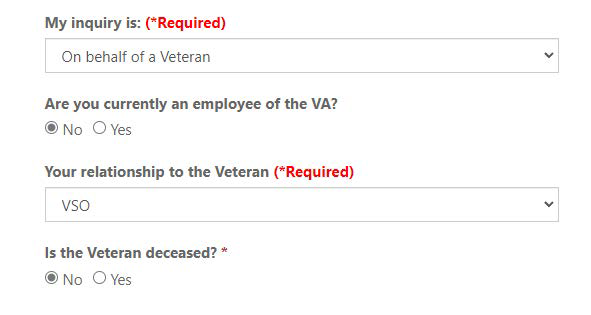 My inquiry is: (*Required)
On behalf of a Veteran
Are you currently an employee of the VA?
No Yes
Your relationship to the Veteran (*Required)
VSO
Is the Veteran deceased? *
No Yes